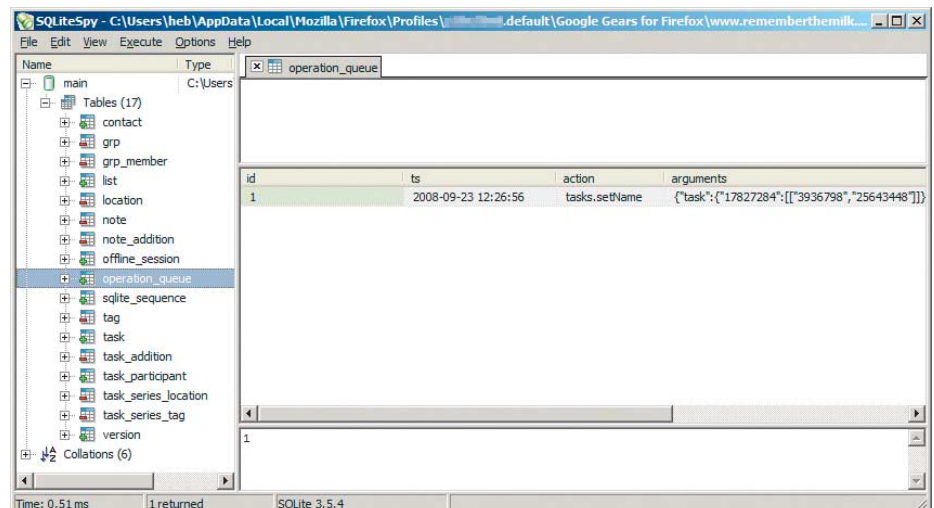 SQLiteSpy - C:\Users\heb\AppData\Local\Mozilla\Firefox\Profiles\ .default\Google Gears for Firefox\www.rememberthemilk....
File Edit View Execute Options Help
Name Type
main C:\Users
Tables (17)
contact
grp
grp_member
list
location
note
note_addition
offline_session
operation_queue
sqlite_sequence
tag
task
task_addition
task_participant
task_series_location
task_series_tag
version
Collations (6)
operation_queue
id ts action arguments
1 2008-09-23 12:26:56 tasks.setName {"task":{"17827284":[["3936798","25643448"]]}
1
Time: 0.51 ms 1 returned SQLite 3.5.4